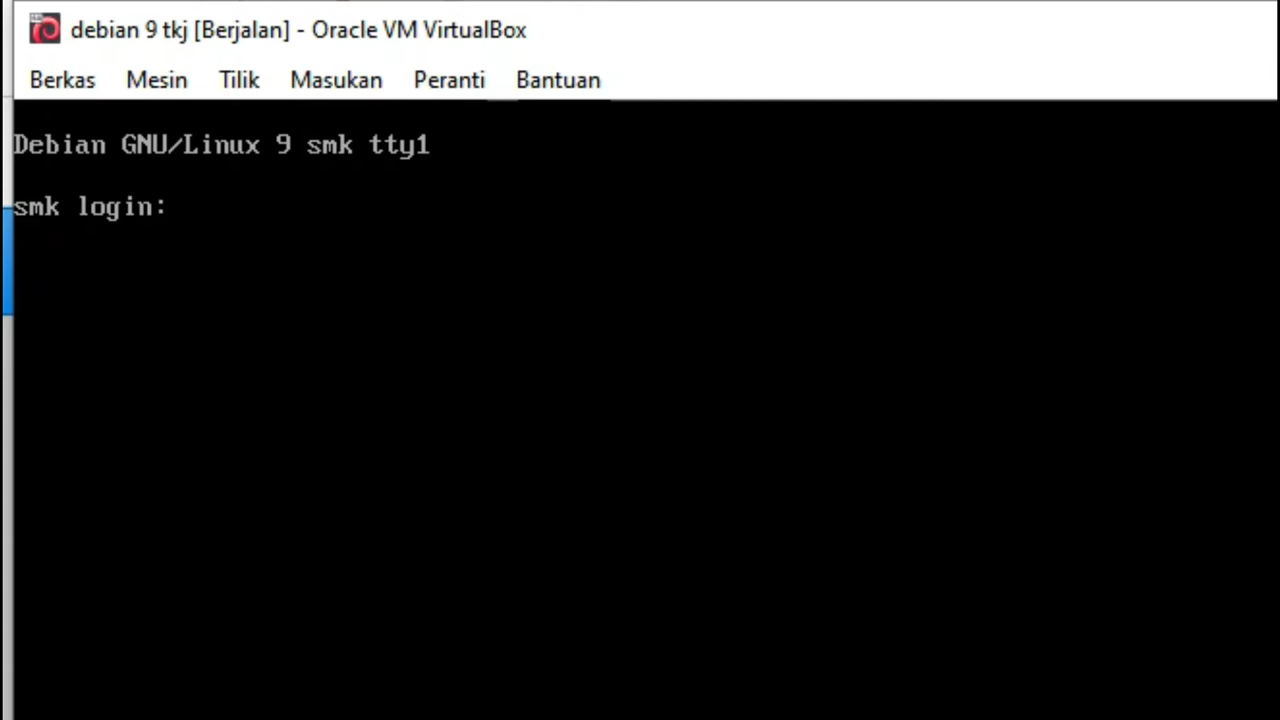 debian 9 tkj [Berjalan] - Oracle VM VirtualBox
Berkas Mesin Tilik Masukan Peranti Bantuan
Debian GNU/Linux 9 smk tty1
smk login: